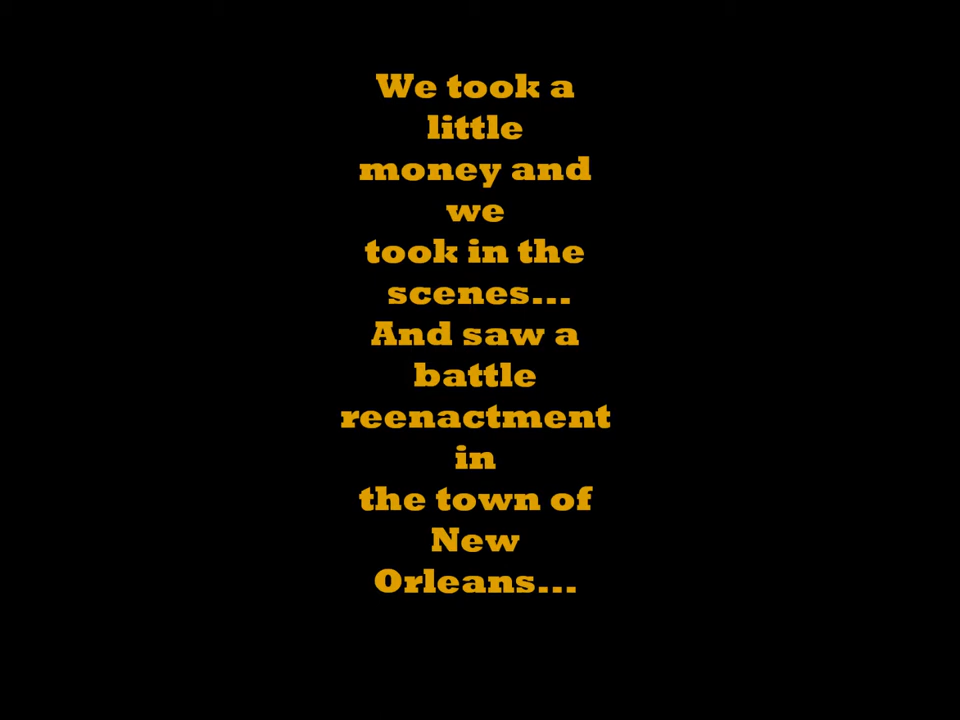 We took a
little
money and
we
took in the
scenes...
And saw a
battle
reenactment
in
the town of
New
Orleans...